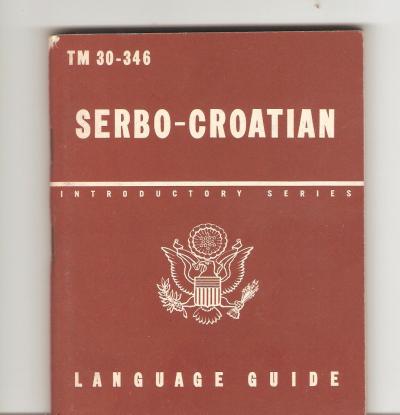 TM 30-346
SERBO-CROATIAN
INTRODUCTORY SERIES
LANGUAGE GUIDE